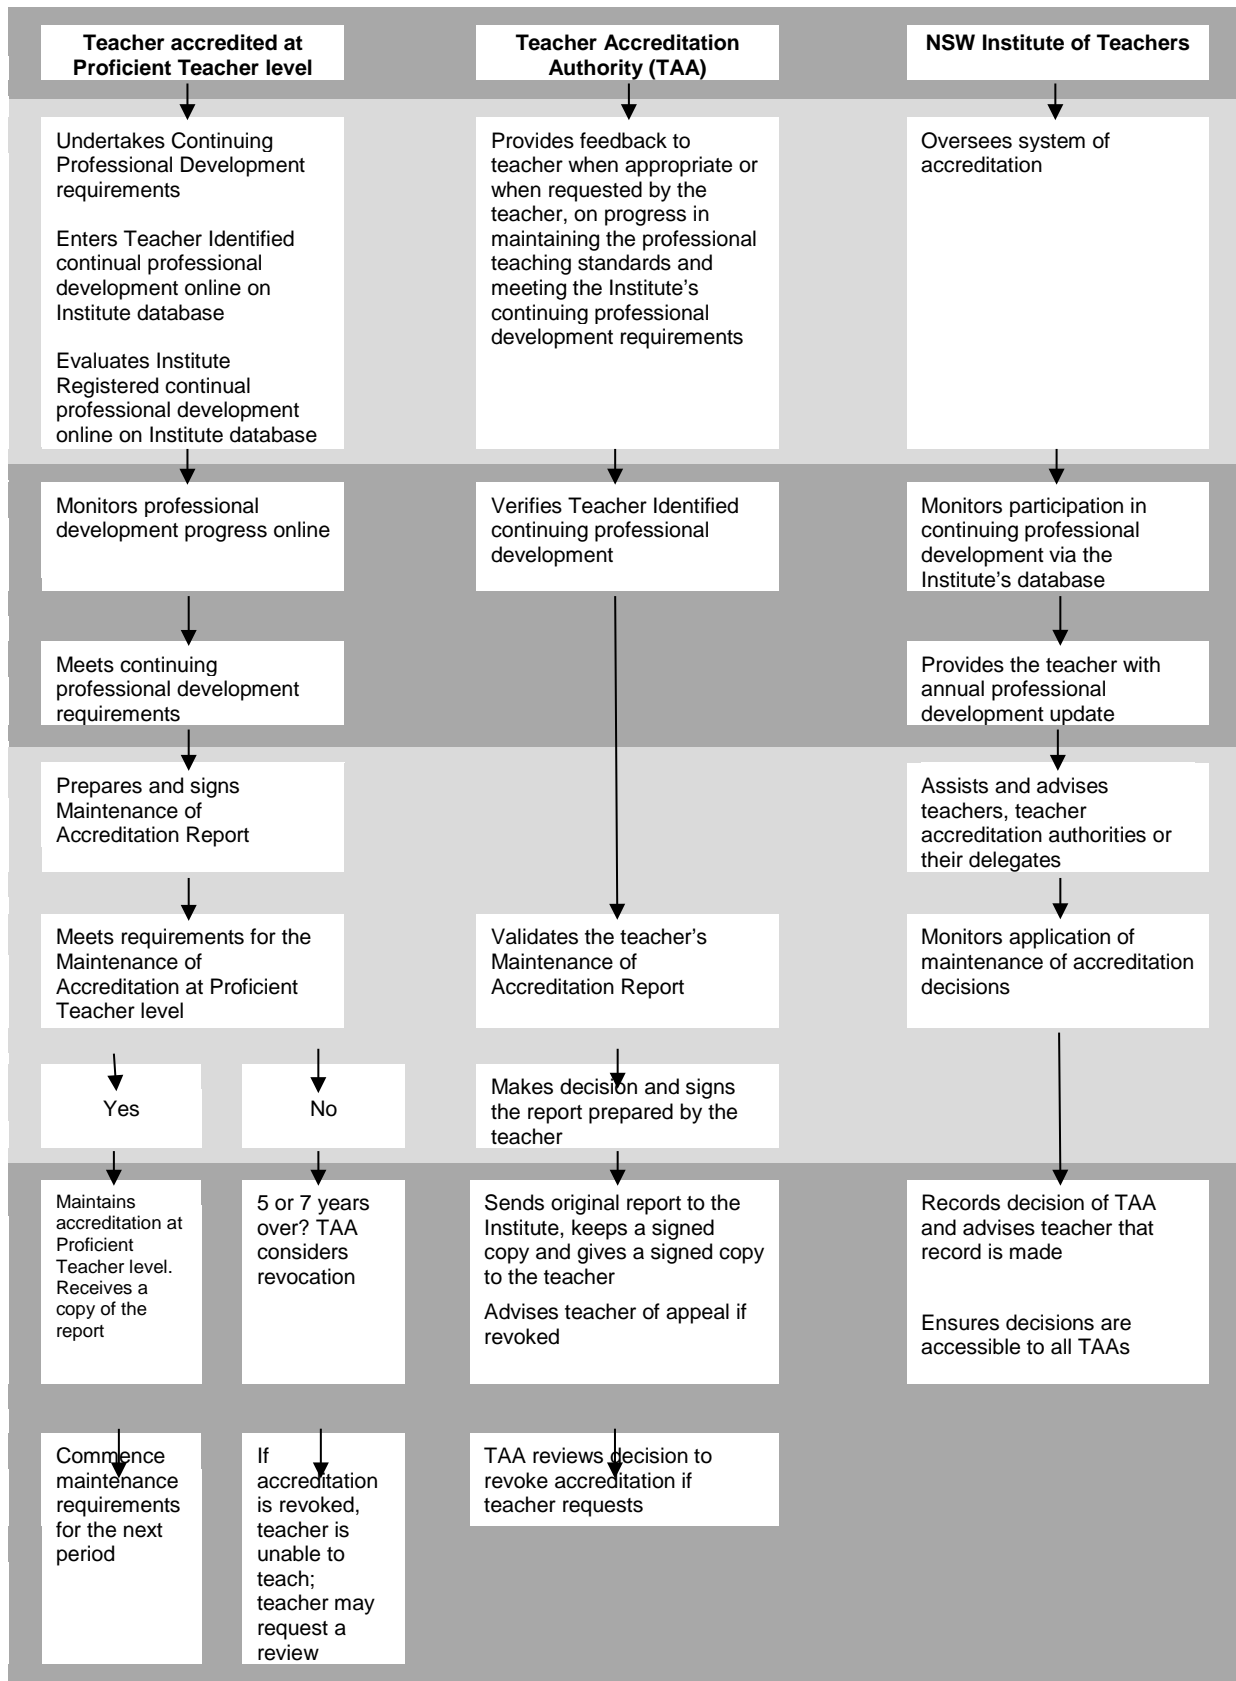 Teacher accredited at
Proficient Teacher level
Teacher Accreditation
Authority (TAA)
NSW Institute of Teachers
Undertakes Continuing
Professional Development
requirements
Enters Teacher Identified
continual professional
development online on
Institute database
Evaluates Institute
Registered continual
professional development
online on Institute database
Provides feedback to
teacher when appropriate or
when requested by the
teacher, on progress in
maintaining the professional
teaching standards and
meeting the Institute’s
continuing professional
development requirements
Oversees system of
accreditation
Monitors professional
development progress online
Verifies Teacher Identified
continuing professional
development
Monitors participation in
continuing professional
development via the
Institute’s database
Meets continuing
professional development
requirements
Provides the teacher with
annual professional
development update
Prepares and signs
Maintenance of
Accreditation Report
Assists and advises
teachers, teacher
accreditation authorities or
their delegates
Meets requirements for the
Maintenance of
Accreditation at Proficient
Teacher level
Validates the teacher’s
Maintenance of
Accreditation Report
Monitors application of
maintenance of accreditation
decisions
Yes
No
Makes decision and signs
the report prepared by the
teacher
Maintains
accreditation at
Proficient
Teacher level.
Receives a
copy of the
report
5 or 7 years
over? TAA
considers
revocation
Sends original report to the
Institute, keeps a signed
copy and gives a signed copy
to the teacher
Advises teacher of appeal if
revoked
Records decision of TAA
and advises teacher that
record is made
Ensures decisions are
accessible to all TAAs
Commence
maintenance
requirements
for the next
period
If
accreditation
is revoked,
teacher is
unable to
teach;
teacher may
request a
review
TAA reviews decision to
revoke accreditation if
teacher requests